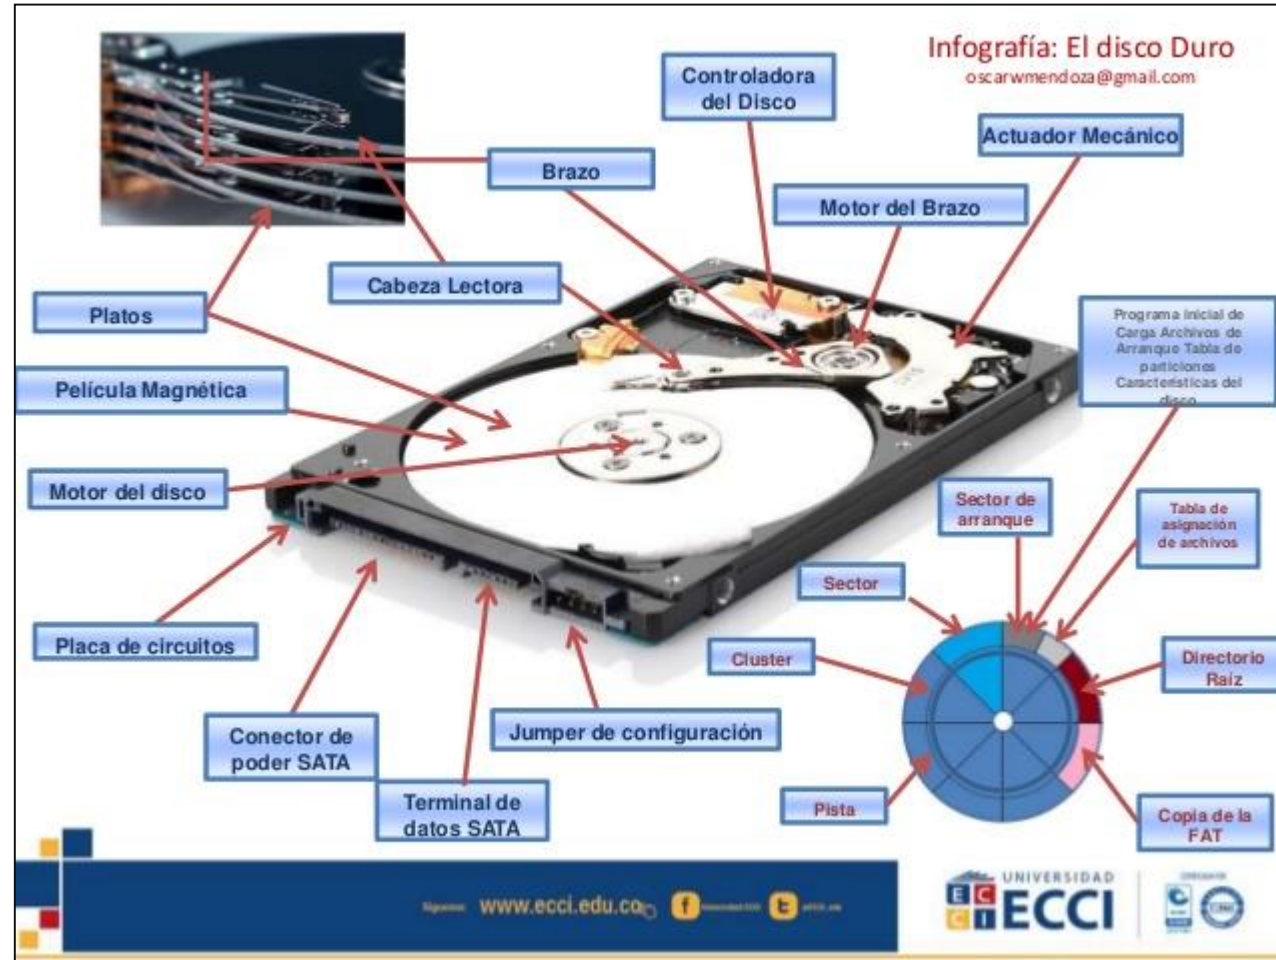 Infografía: El disco Duro
oscarwmendoza@gmail.com
Controladora
del Disco
Actuador Mecánico
Brazo
Motor del Brazo
Cabeza Lectora
Platos
Programa inicial de
Carga Archivos de
Arranque Tabla de
particiones
Características del
disco
Película Magnética
Motor del disco
Sector de
arranque
Tabla de
asignación
de archivos
Sector
Placa de circuitos
Cluster
Directorio
Raíz
Conector de
poder SATA
Jumper de configuración
Terminal de
datos SATA
Pista
Copia de la
FAT
www.ecci.edu.co
f
t
UNIVERSIDAD
E C
C I
ECCI